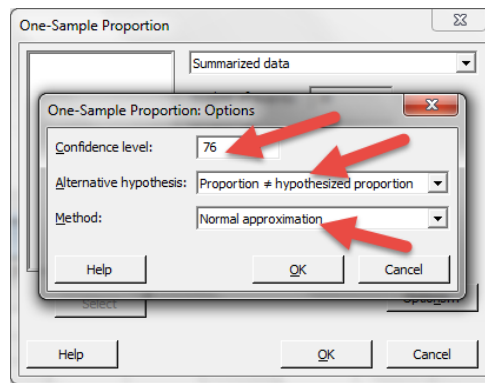 One-Sample Proportion
Summarized data
One-Sample Proportion: Options
Confidence level: 76
Alternative hypothesis: Proportion ≠ hypothesized proportion
Method: Normal approximation
Help OK Cancel
Select
Help OK Cancel